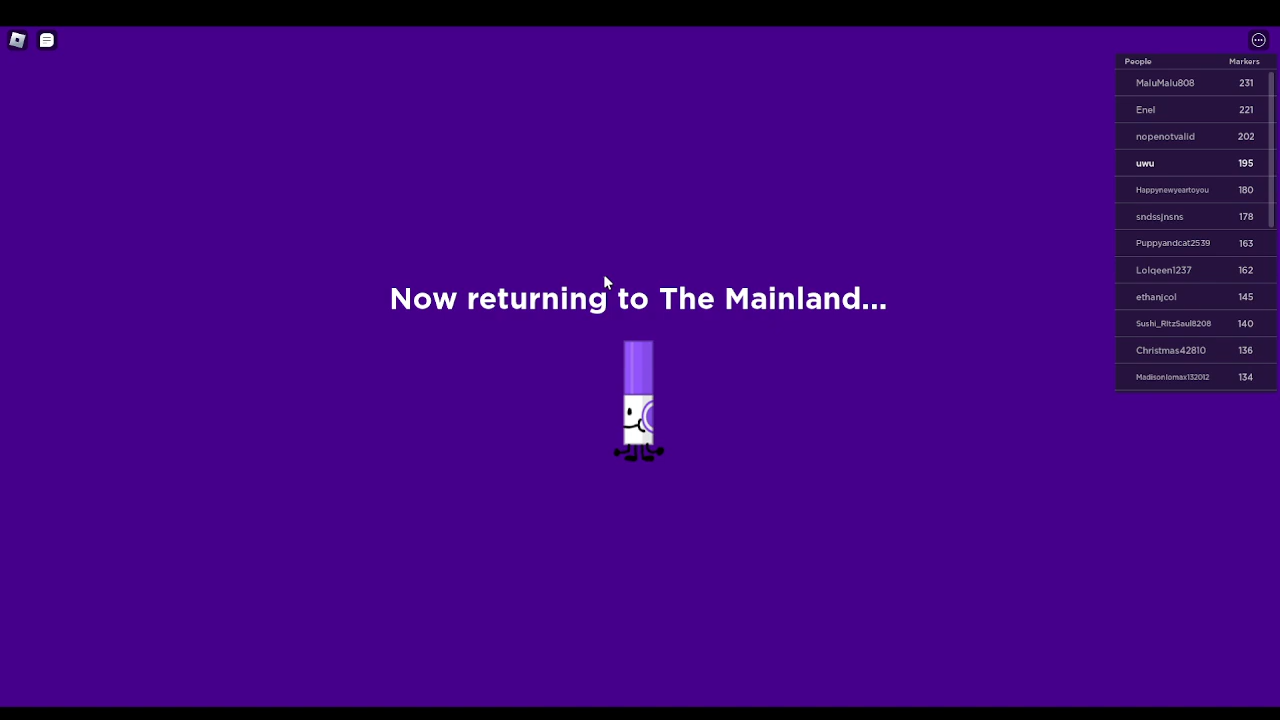 People Markers
MaluMalu808 231
Enel 221
nopenotvalid 202
uwu 195
Happynewyeartoyou 180
sndssjnsns 178
Puppyandcat2539 163
Lolqeen1237 162
ethanjcol 145
Sushi_RitzSaul8208 140
Christmas42810 136
Madisonlomax132012 134
Now returning to The Mainland...